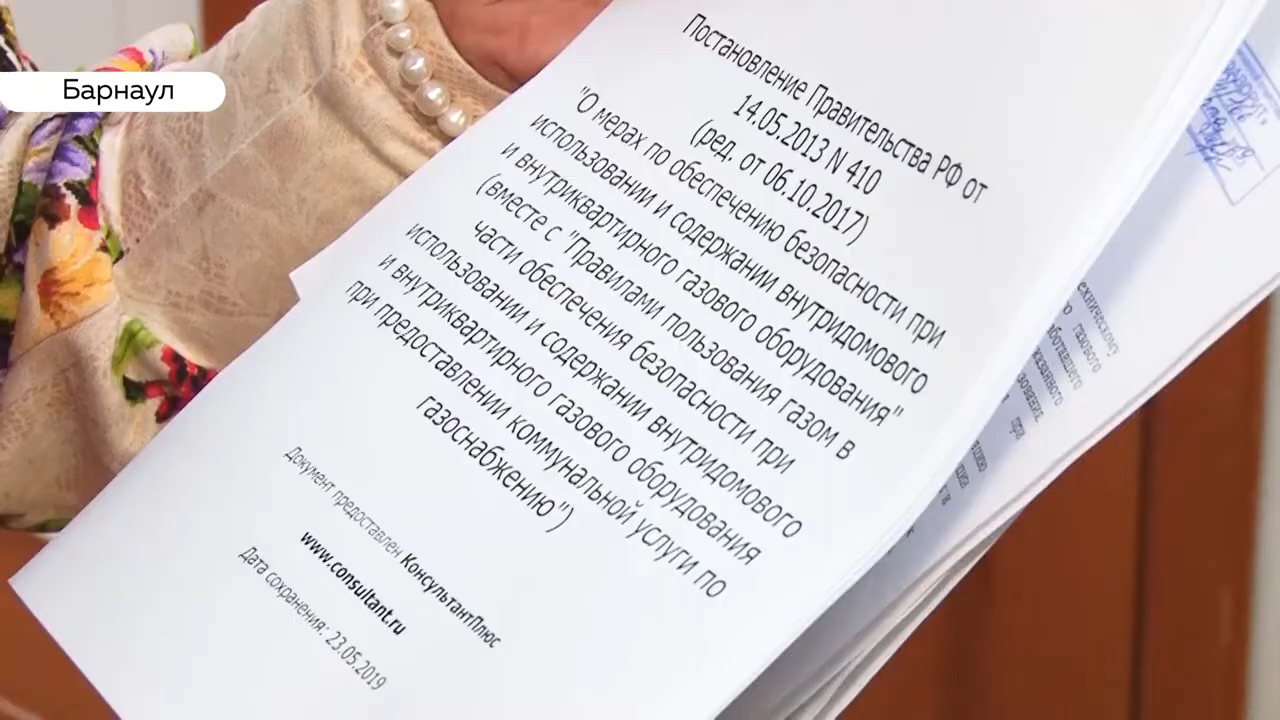 Барнаул
Постановление Правительства РФ от
14.05.2013 N 410
(ред. от 06.10.2017)
"О мерах по обеспечению безопасности при
использовании и содержании внутридомового
и внутриквартирного газового оборудования"
(вместе с "Правилами пользования газом в
части обеспечения безопасности при
использовании и содержании внутридомового
и внутриквартирного газового оборудования
при предоставлении коммунальной услуги по
газоснабжению")
Документ предоставлен КонсультантПлюс
www.consultant.ru
Дата сохранения: 23.05.2019
газового
при